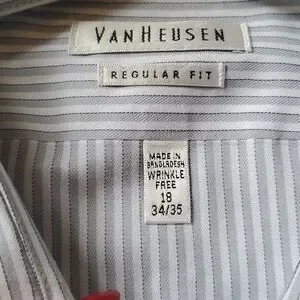 VAN HEUSEN
REGULAR FIT
MADE IN
BANGLADESH
WRINKLE
FREE
18
34/35